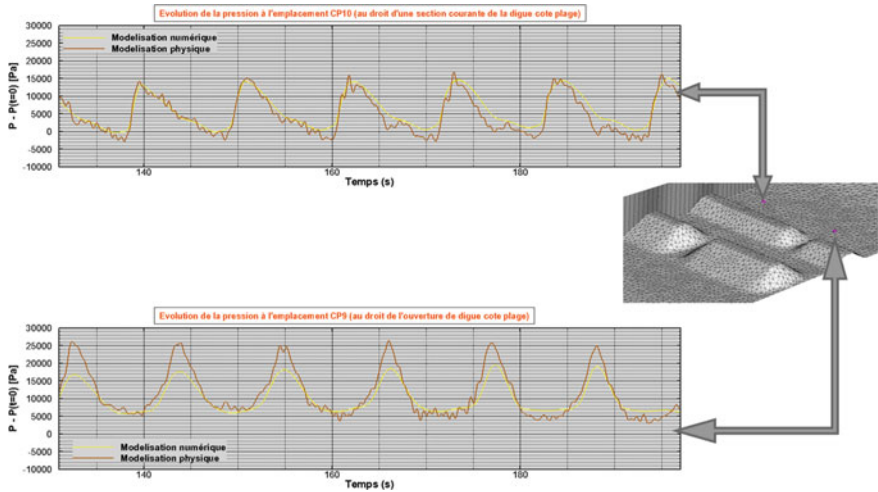 Evolution de la pression à l'emplacement CP10 (au droit d'une section courante de la digue cote plage)
30000
25000
20000
15000
10000
5000
0
-5000
-10000
P - P(t=0) [Pa]
Modelisation numérique
Modelisation physique
140
160
180
Temps (s)
Evolution de la pression à l'emplacement CP9 (au droit de l'ouverture de digue cote plage)
30000
25000
20000
15000
10000
5000
0
-5000
-10000
P - P(t=0) [Pa]
Modelisation numérique
Modelisation physique
140
160
180
Temps (s)